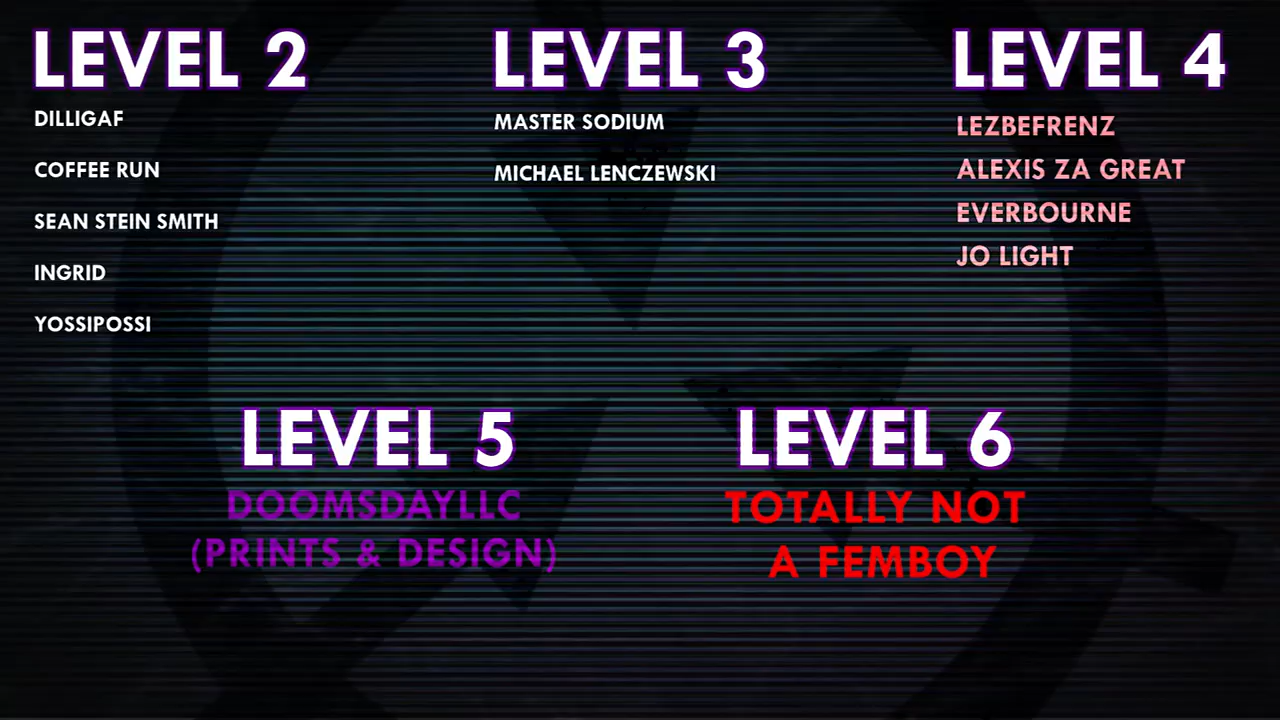 LEVEL 2
DILLIGAF
COFFEE RUN
SEAN STEIN SMITH
INGRID
YOSSIPOSSI
LEVEL 3
MASTER SODIUM
MICHAEL LENCZEWSKI
LEVEL 4
LEZBEFRENZ
ALEXIS ZA GREAT
EVERBOURNE
JO LIGHT
LEVEL 5
DOOMSDAYLLC
(PRINTS & DESIGN)
LEVEL 6
TOTALLY NOT
A FEMBOY